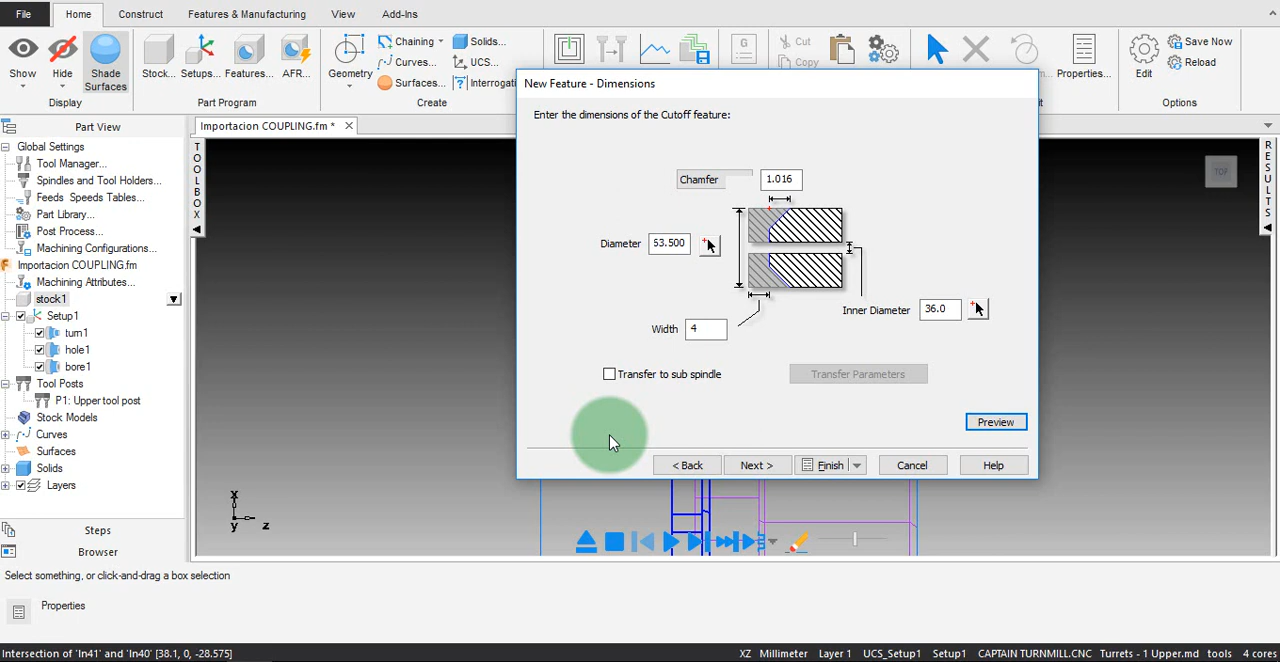 File Home Construct Features & Manufacturing View Add-Ins
Show Hide Shade Surfaces
Display
Stock... Setups... Features... AFR...
Part Program
Geometry Chaining Curves... Surfaces... Solids... UCS... Interrogati
Create
Cut
Copy
Properties...
it
Edit Save Now
Reload
Options
Part View
Importacion COUPLING.fm *
Global Settings
Tool Manager...
Spindles and Tool Holders...
Feeds Speeds Tables...
Part Library...
Post Process...
Machining Configurations...
Importacion COUPLING.fm
Machining Attributes...
stock1
Setup1
turn1
hole1
bore1
Tool Posts
P1: Upper tool post
Stock Models
Curves
Surfaces
Solids
Layers
Steps
Browser
TOOLBOX
New Feature - Dimensions
Enter the dimensions of the Cutoff feature:
Chamfer 1.016
Diameter 63.500
Inner Diameter 36.0
Width 4
Transfer to sub spindle Transfer Parameters
Preview
< Back Next > Finish Cancel Help
TOP
RESULTS
x
y z
Select something, or click-and-drag a box selection
Properties
Intersection of 'ln41' and 'ln40' [38.1, 0, -28.575] XZ Millimeter Layer 1 UCS_Setup1 Setup1 CAPTAIN TURNMILL.CNC Turrets - 1 Upper.md tools 4 cores